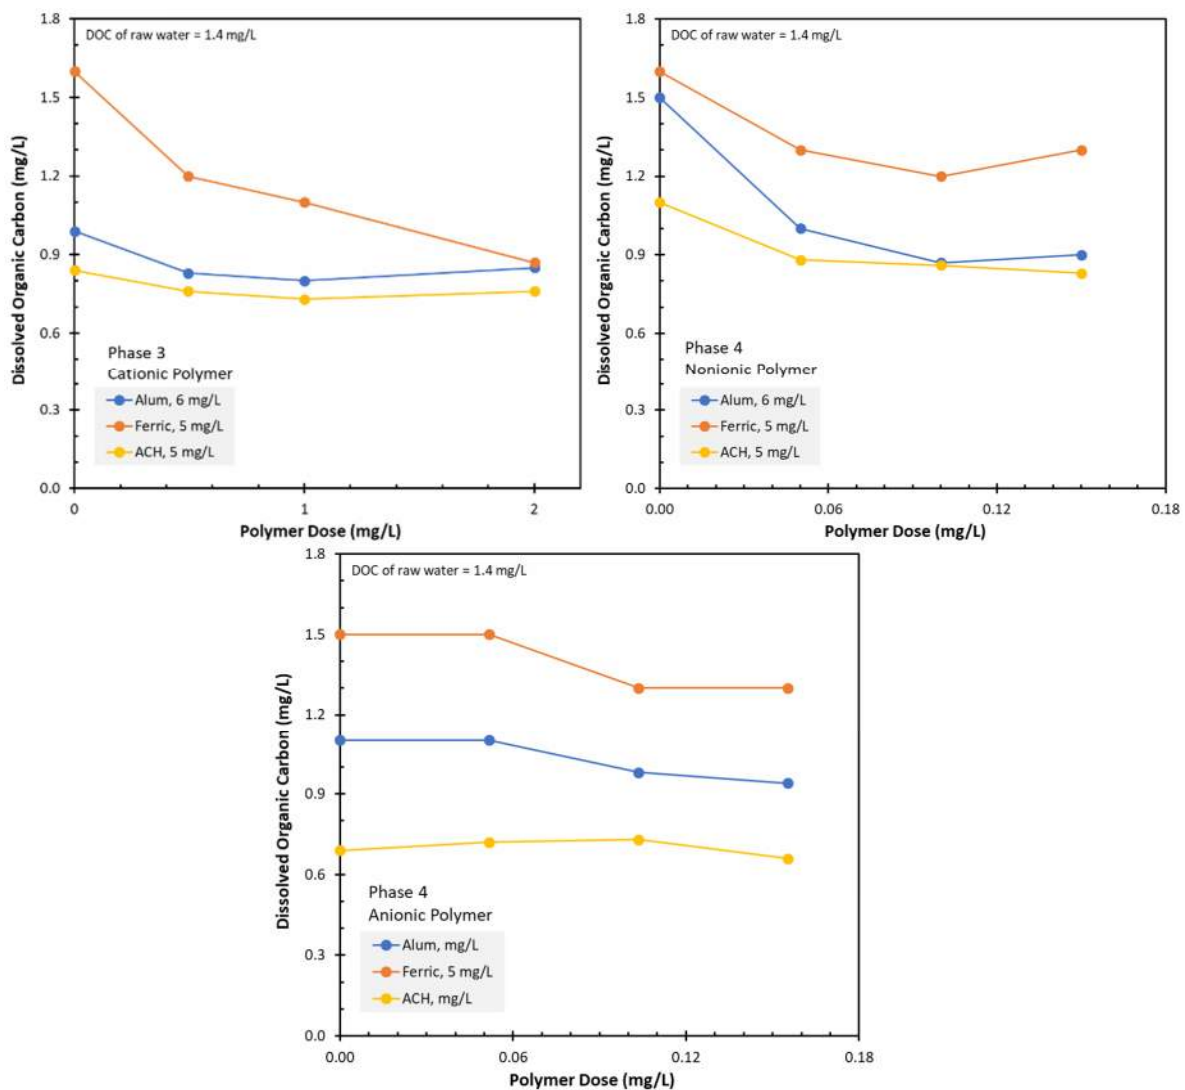 DOC of raw water = 1.4 mg/L
Dissolved Organic Carbon (mg/L)
1.8
1.5
1.2
0.9
0.6
0.3
0.0
Phase 3
Cationic Polymer
Alum, 6 mg/L
Ferric, 5 mg/L
ACH, 5 mg/L
0 1 2
Polymer Dose (mg/L)
DOC of raw water = 1.4 mg/L
Dissolved Organic Carbon (mg/L)
1.8
1.5
1.2
0.9
0.6
0.3
0.0
Phase 4
Nonionic Polymer
Alum, 6 mg/L
Ferric, 5 mg/L
ACH, 5 mg/L
0.00 0.06 0.12 0.18
Polymer Dose (mg/L)
DOC of raw water = 1.4 mg/L
Dissolved Organic Carbon (mg/L)
1.8
1.5
1.2
0.9
0.6
0.3
0.0
Phase 4
Anionic Polymer
Alum, mg/L
Ferric, 5 mg/L
ACH, mg/L
0.00 0.06 0.12 0.18
Polymer Dose (mg/L)